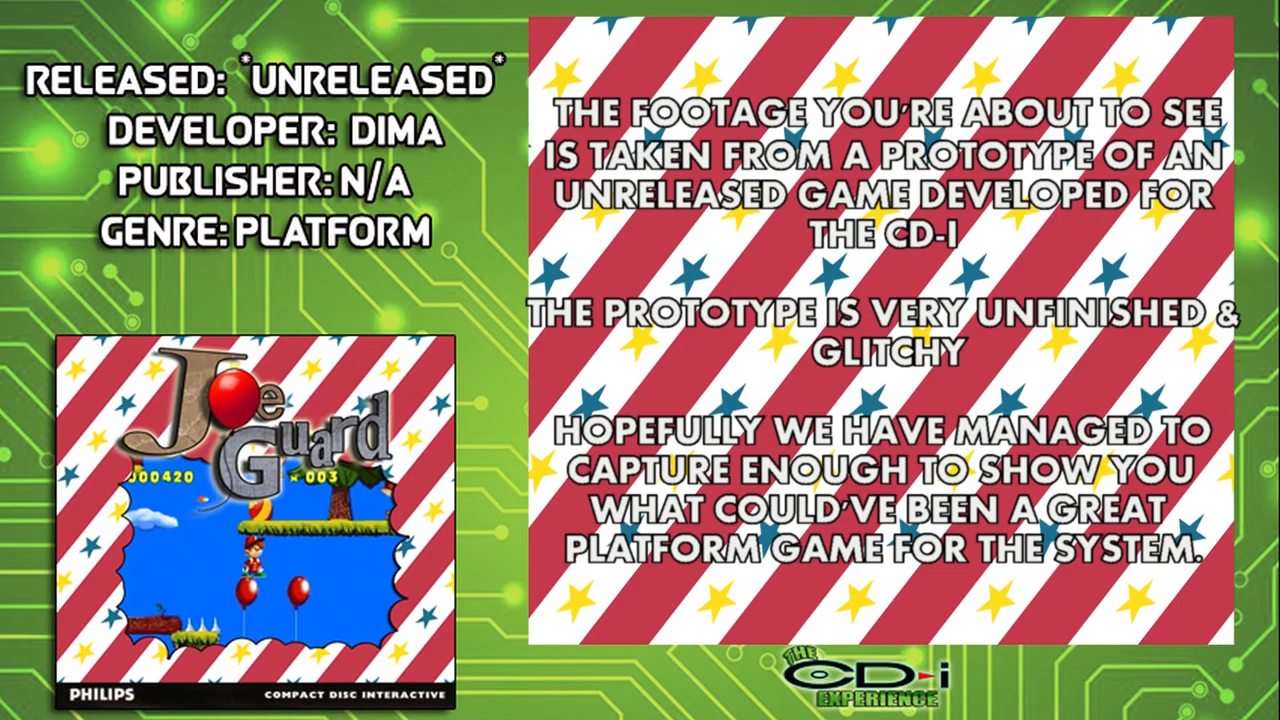 RELEASED: *UNRELEASED*
DEVELOPER: DIMA
PUBLISHER: N/A
GENRE: PLATFORM
Joe
Guard
000420
003
PHILIPS
COMPACT DISC INTERACTIVE
THE FOOTAGE YOU'RE ABOUT TO SEE
IS TAKEN FROM A PROTOTYPE OF AN
UNRELEASED GAME DEVELOPED FOR
THE CD-I
THE PROTOTYPE IS VERY UNFINISHED &
GLITCHY
HOPEFULLY WE HAVE MANAGED TO
CAPTURE ENOUGH TO SHOW YOU
WHAT COULD'VE BEEN A GREAT
PLATFORM GAME FOR THE SYSTEM.
THE
CD-i
EXPERIENCE